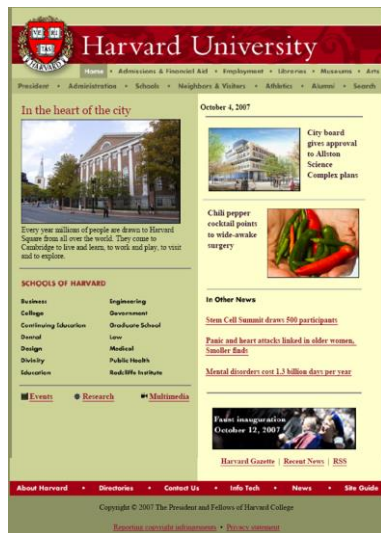 VE RI
TAS
HARVARD
Harvard University
Home • Admissions & Financial Aid • Employment • Libraries • Museums • Arts
President • Administration • Schools • Neighbors & Visitors • Athletics • Alumni • Search
In the heart of the city
Every year millions of people are drawn to Harvard
Square from all over the world. They come to
Cambridge to live and learn, to work and play, to visit
and to explore.
SCHOOLS OF HARVARD
Business
College
Continuing Education
Dental
Design
Divinity
Education
Engineering
Government
Graduate School
Law
Medical
Public Health
Radcliffe Institute
Events Research Multimedia
October 4, 2007
City board
gives approval
to Allston
Science
Complex plans
Chili pepper
cocktail points
to wide-awake
surgery
In Other News
Stem Cell Summit draws 500 participants
Panic and heart attacks linked in older women,
Smoller finds
Mental disorders cost 1.3 billion days per year
Faust inauguration
October 12, 2007
Harvard Gazette | Recent News | RSS
About Harvard • Directories • Contact Us • Info Tech • News • Site Guide
Copyright © 2007 The President and Fellows of Harvard College
Reporting copyright infringements • Privacy statement